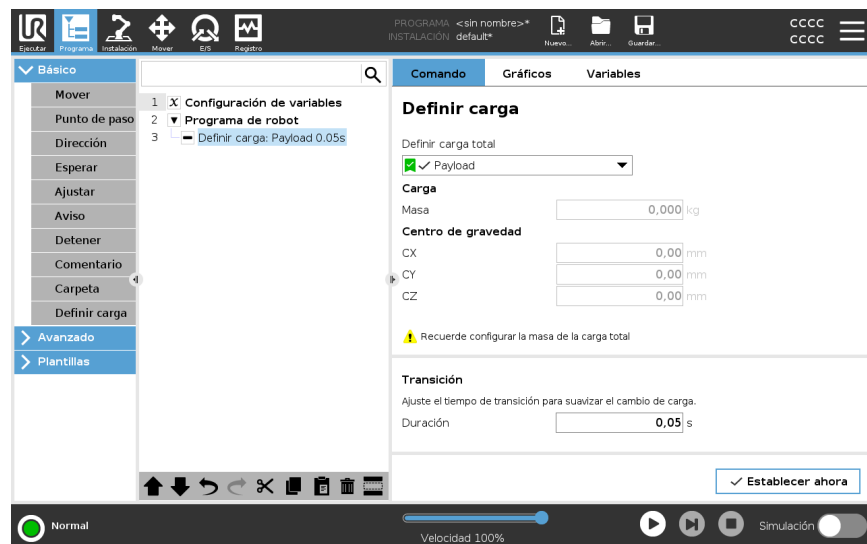 UR
PROGRAMA <sin nombre>*
INSTALACIÓN default*
CCCC
CCCC
Ejecutar Programa Instalación Mover E/S Registro Nuevo... Abrir... Guardar...
Básico
Mover
Punto de paso
Dirección
Esperar
Ajustar
Aviso
Detener
Comentario
Carpeta
Definir carga
Avanzado
Plantillas
1 X Configuración de variables
2 Programa de robot
3 Definir carga: Payload 0.05s
Comando Gráficos Variables
Definir carga
Definir carga total
Payload
Carga
Masa 0,000 kg
Centro de gravedad
CX 0,00 mm
CY 0,00 mm
CZ 0,00 mm
Recuerde configurar la masa de la carga total
Transición
Ajuste el tiempo de transición para suavizar el cambio de carga.
Duración 0,05 s
Establecer ahora
Normal
Velocidad 100%
Simulación